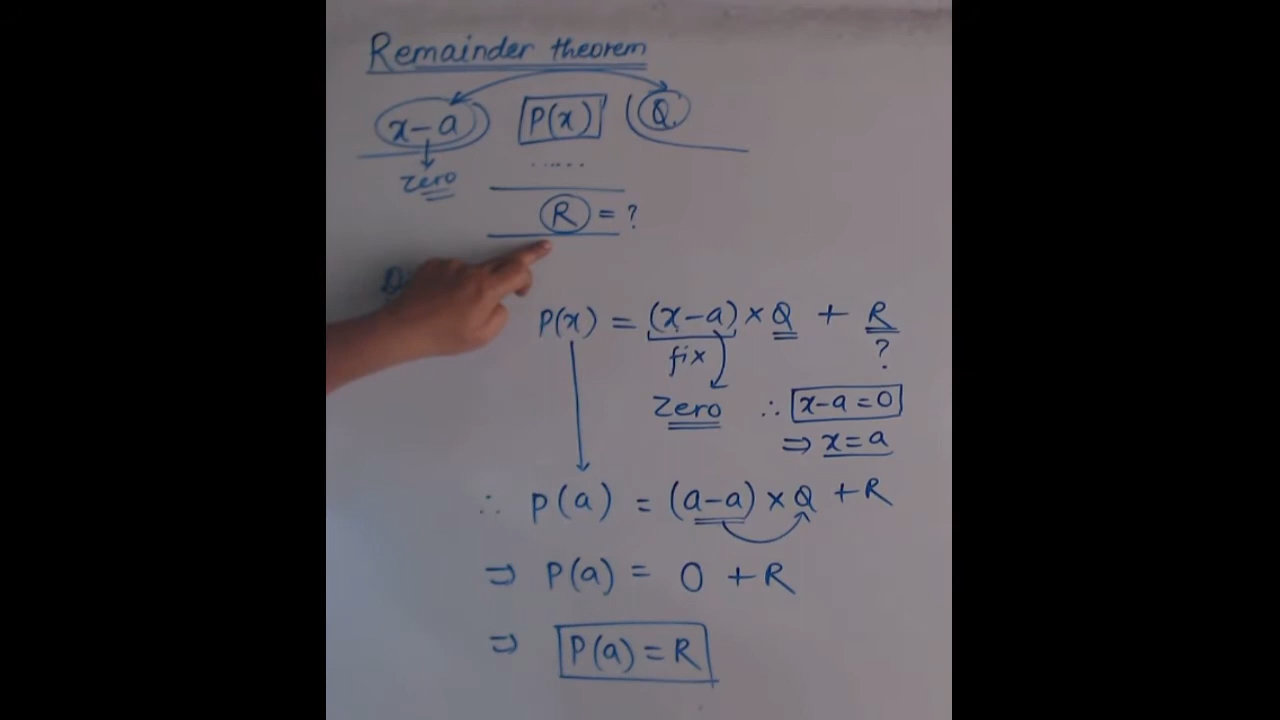 Remainder theorem
x-a) P(x) (Q
zero ......
R = ?
P(x) = (x-a) × Q + R
fix ?
Zero ∴ x-a=0
⇒ x=a
∴ P(a) = (a-a) × Q + R
⇒ P(a) = 0 + R
⇒ P(a) = R